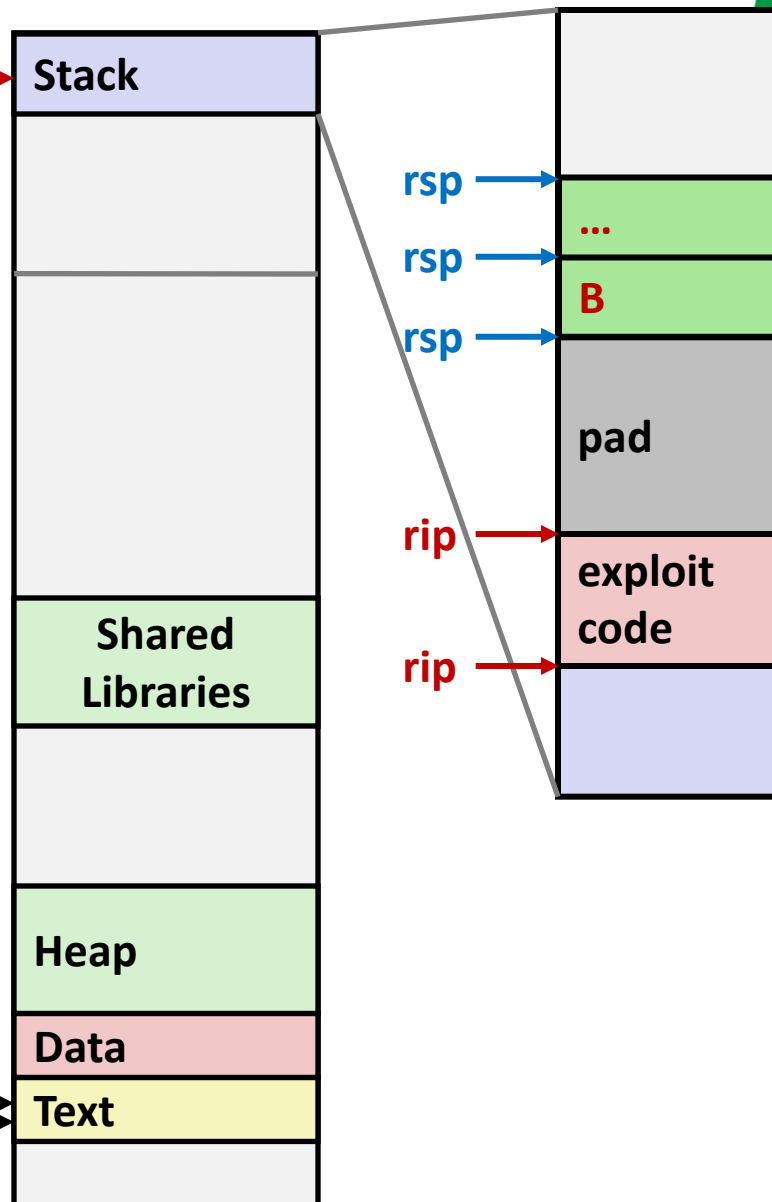 Stack
Shared
Libraries
Heap
Data
Text
rsp
...
rsp
B
rsp
pad
rip
exploit
code
rip